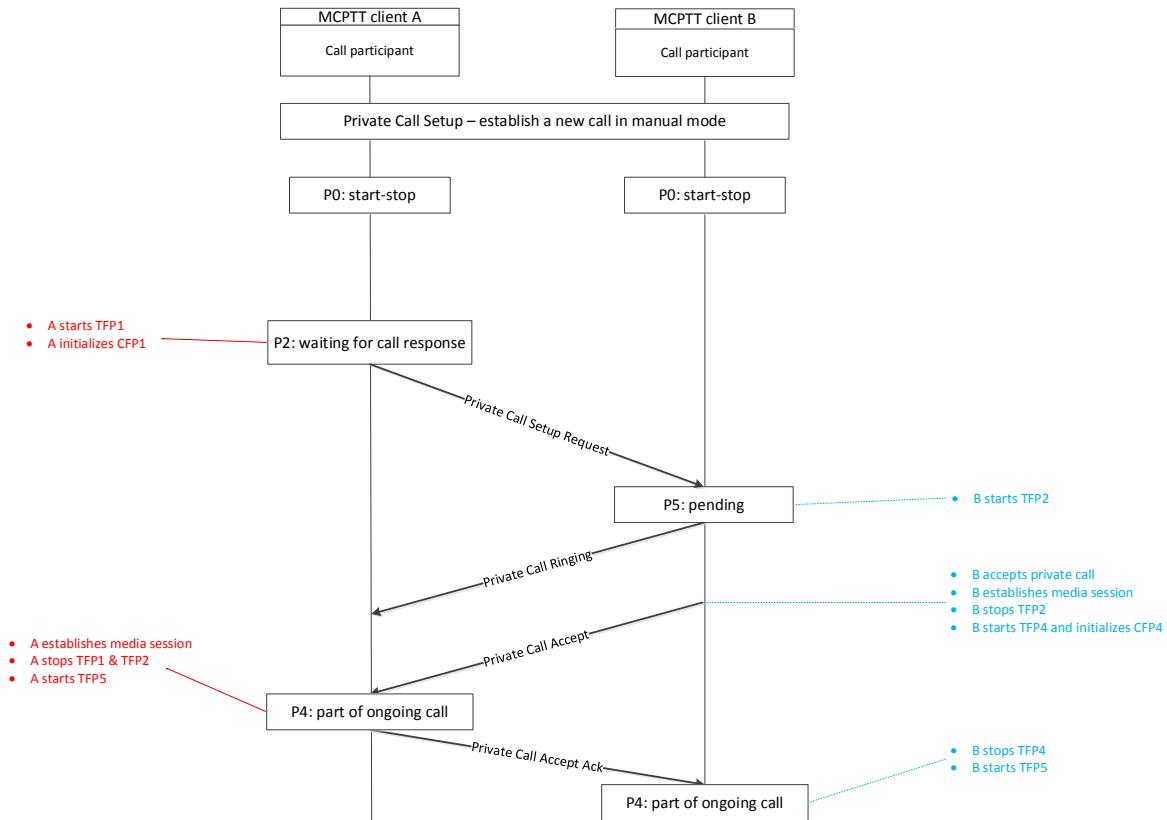 MCPTT client A
MCPTT client B
Call participant
Call participant
Private Call Setup – establish a new call in manual mode
P0: start-stop
P0: start-stop
• A starts TFP1
• A initializes CFP1
P2: waiting for call response
Private Call Setup Request
P5: pending
• B starts TFP2
Private Call Ringing
• B accepts private call
• B establishes media session
• B stops TFP2
• B starts TFP4 and initializes CFP4
Private Call Accept
• A establishes media session
• A stops TFP1 & TFP2
• A starts TFP5
P4: part of ongoing call
Private Call Accept Ack
• B stops TFP4
• B starts TFP5
P4: part of ongoing call